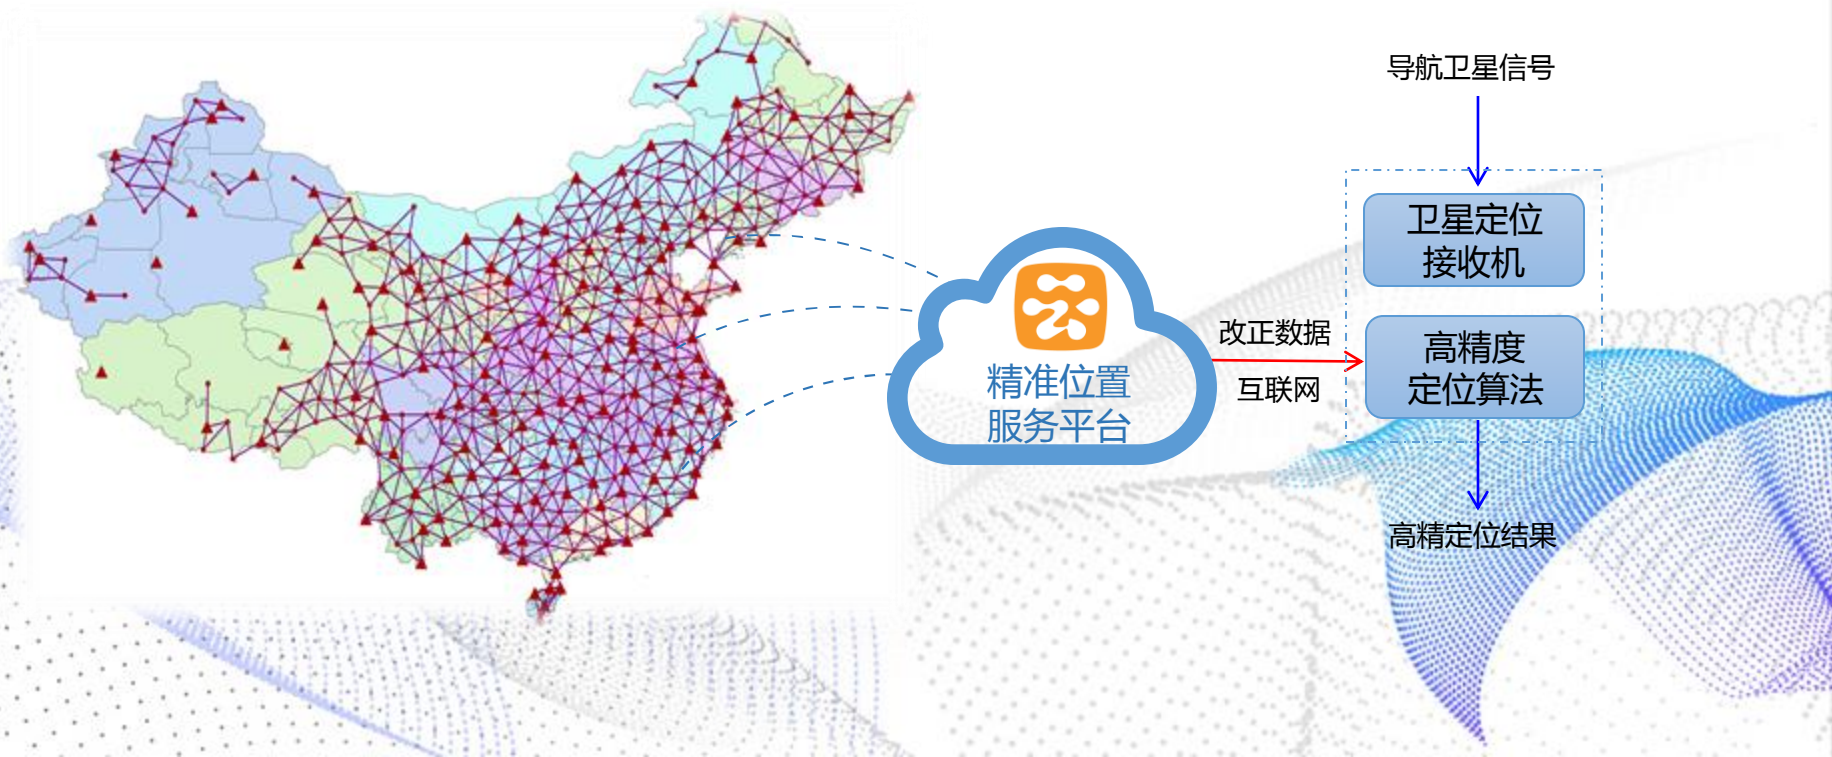 导航卫星信号
卫星定位
接收机
改正数据
互联网
高精度
定位算法
精准位置
服务平台
高精定位结果